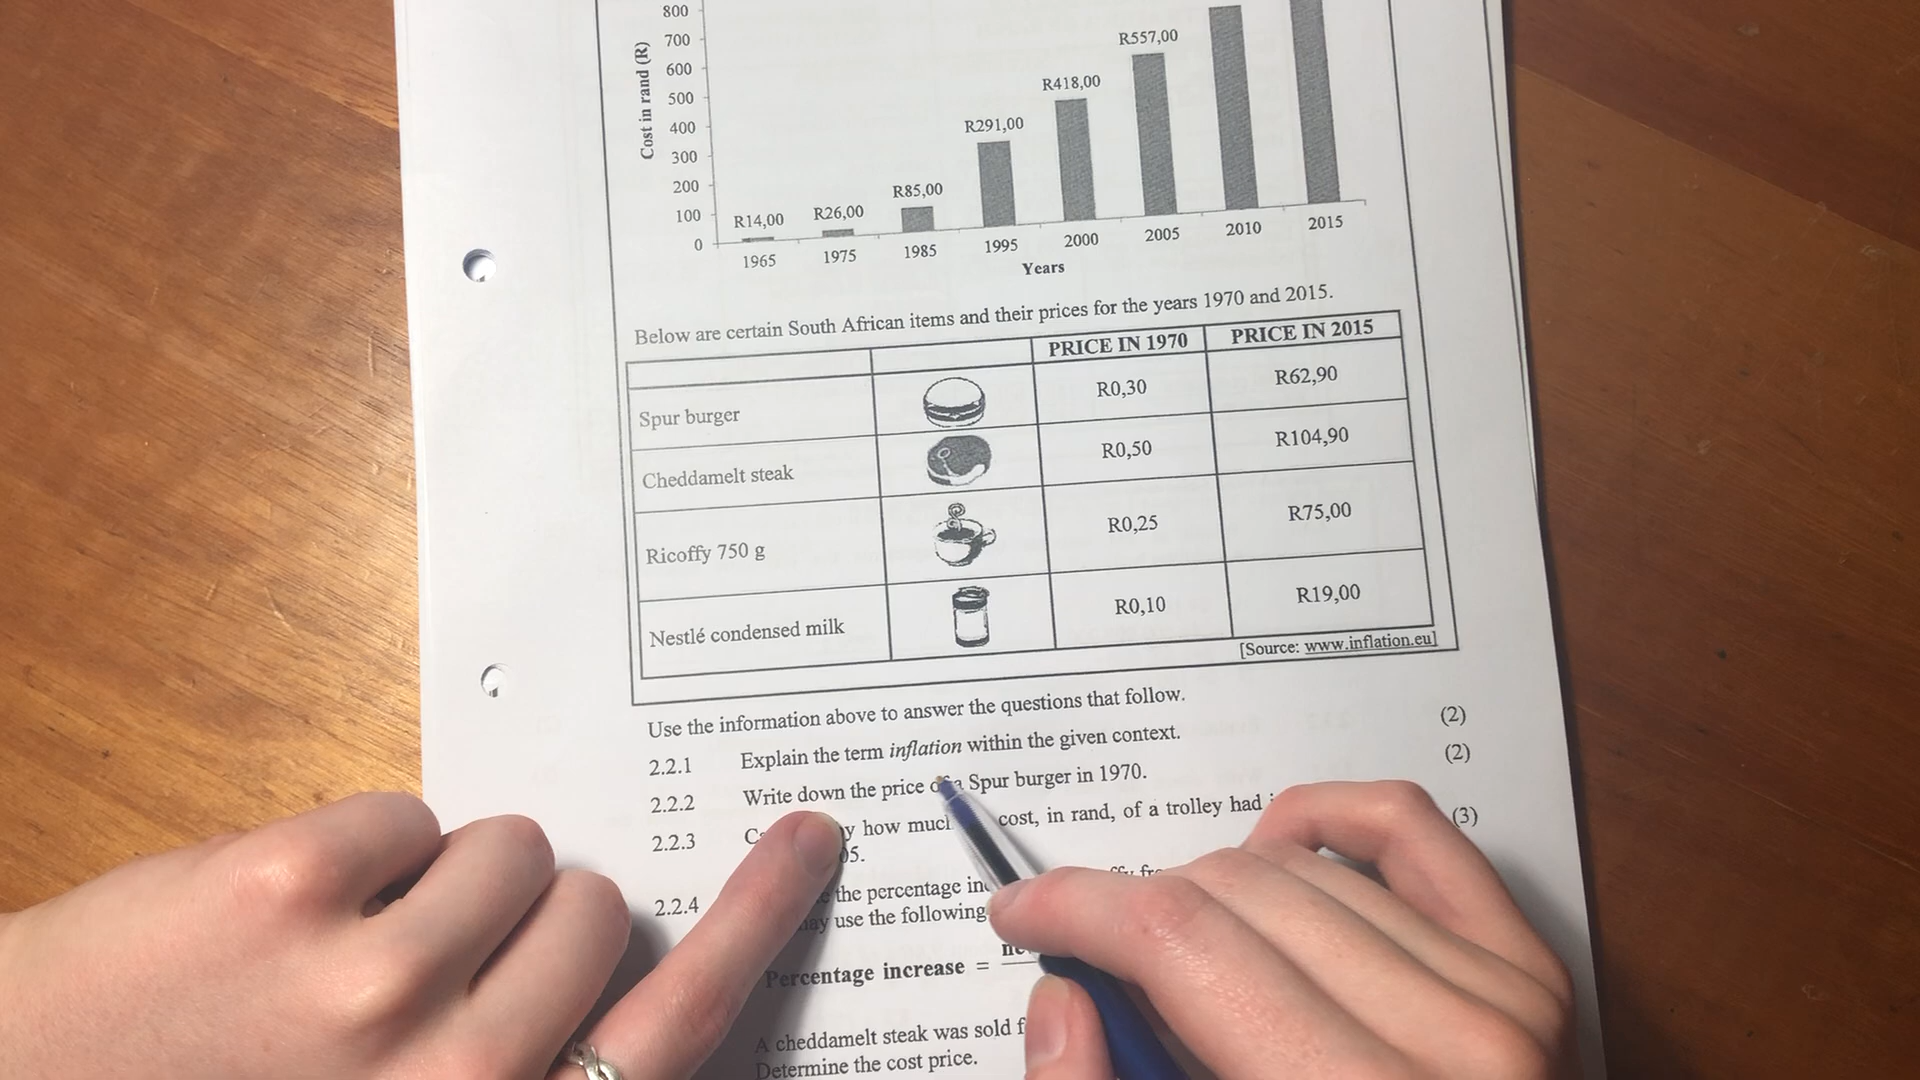 800
700
600
500
400
300
200
100
0
Cost in rand (R)
R14,00
R26,00
R85,00
R291,00
R418,00
R557,00
1965
1975
1985
1995
2000
2005
2010
2015
Years
Below are certain South African items and their prices for the years 1970 and 2015.
PRICE IN 1970 PRICE IN 2015
Spur burger R0,30 R62,90
Cheddamelt steak R0,50 R104,90
Ricoffy 750 g R0,25 R75,00
Nestlé condensed milk R0,10 R19,00
[Source: www.inflation.eu]
Use the information above to answer the questions that follow.
2.2.1 Explain the term inflation within the given context. (2)
2.2.2 Write down the price a Spur burger in 1970. (2)
2.2.3 how cost, in rand, of a trolley had (3)
05.
2.2.4 the percentage
use the following
Percentage increase =
A cheddamelt steak was sold
Determine the cost price.